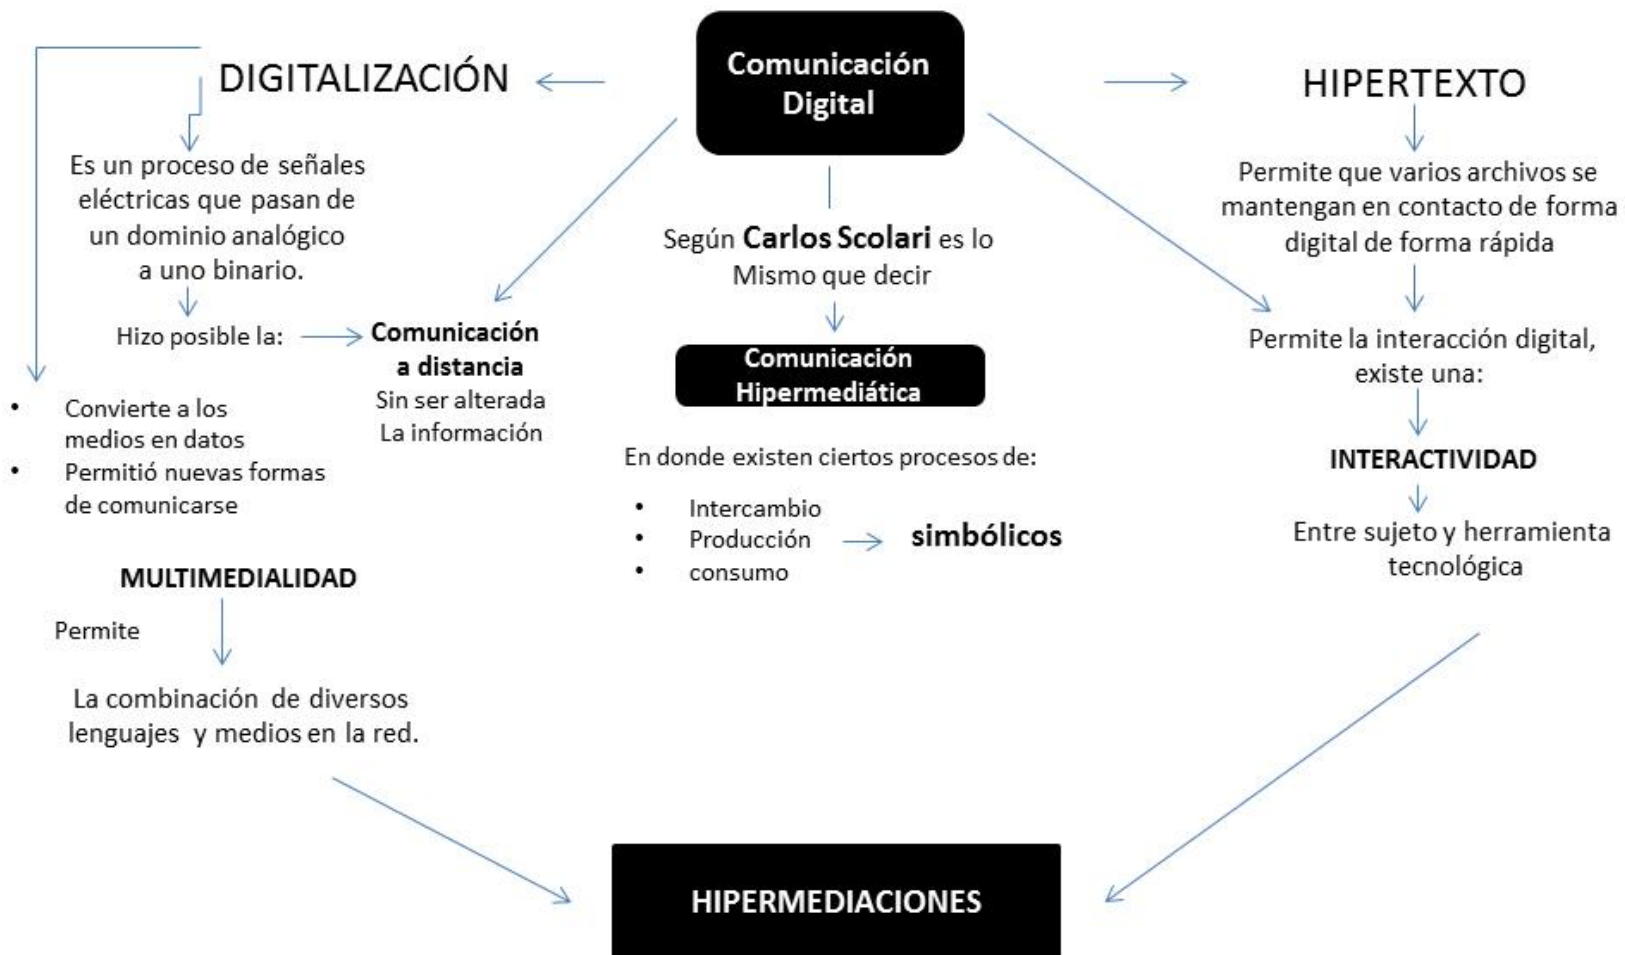 Comunicación
Digital
DIGITALIZACIÓN
Es un proceso de señales
eléctricas que pasan de
un dominio analógico
a uno binario.
Hizo posible la:
Comunicación
a distancia
Sin ser alterada
La información
• Convierte a los
medios en datos
• Permitió nuevas formas
de comunicarse
MULTIMEDIALIDAD
Permite
La combinación de diversos
lenguajes y medios en la red.
Según Carlos Scolari es lo
Mismo que decir
Comunicación
Hipermediática
En donde existen ciertos procesos de:
• Intercambio
• Producción
• consumo
simbólicos
HIPERTEXTO
Permite que varios archivos se
mantengan en contacto de forma
digital de forma rápida
Permite la interacción digital,
existe una:
INTERACTIVIDAD
Entre sujeto y herramienta
tecnológica
HIPERMEDIACIONES